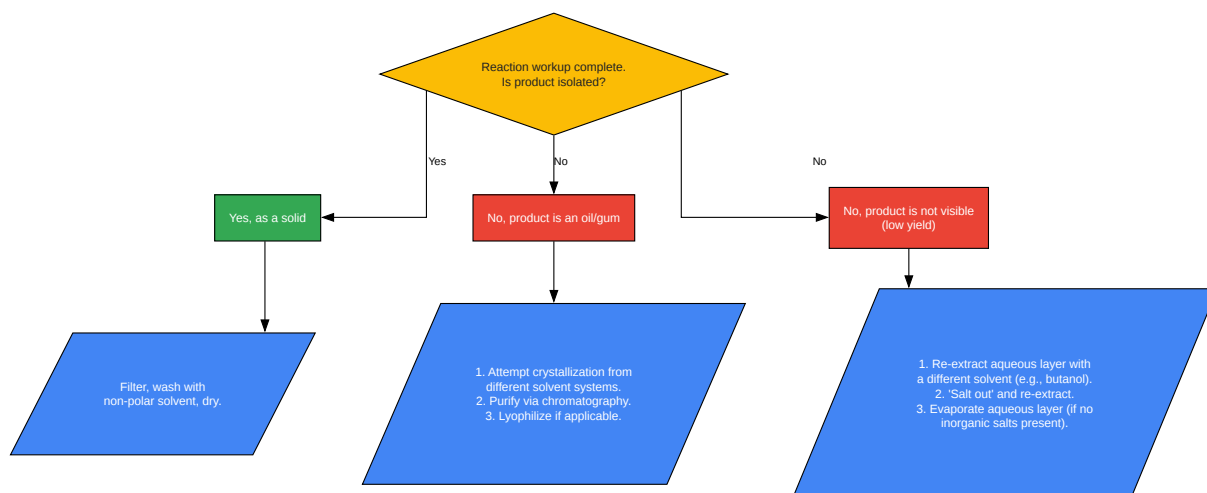 Reaction workup complete.
Is product isolated?
Yes
No
No
Yes, as a solid
No, product is an oil/gum
No, product is not visible
(low yield)
Filter, wash with
non-polar solvent, dry.
1. Attempt crystallization from
different solvent systems.
2. Purify via chromatography.
3. Lyophilize if applicable.
1. Re-extract aqueous layer with
a different solvent (e.g., butanol).
2. 'Salt out' and re-extract.
3. Evaporate aqueous layer (if no
inorganic salts present).